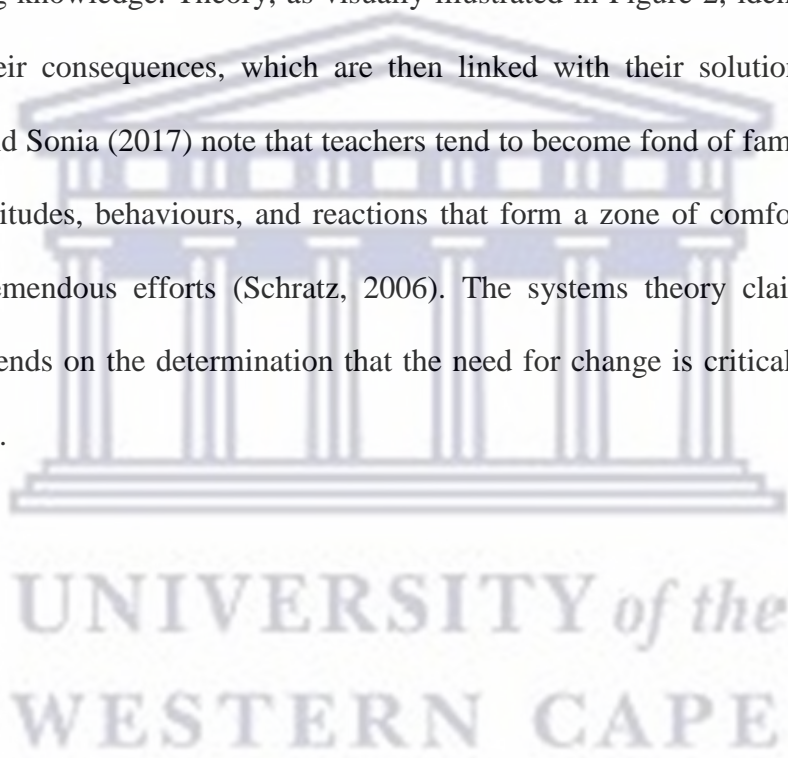 g knowledge. Theory, as visually illustrated in Figure 2, iden
eir consequences, which are then linked with their solution
d Sonia (2017) note that teachers tend to become fond of fam
itudes, behaviours, and reactions that form a zone of comfo
emendous efforts (Schratz, 2006). The systems theory clai
ends on the determination that the need for change is critical
.
UNIVERSITY of the
WESTERN CAPE